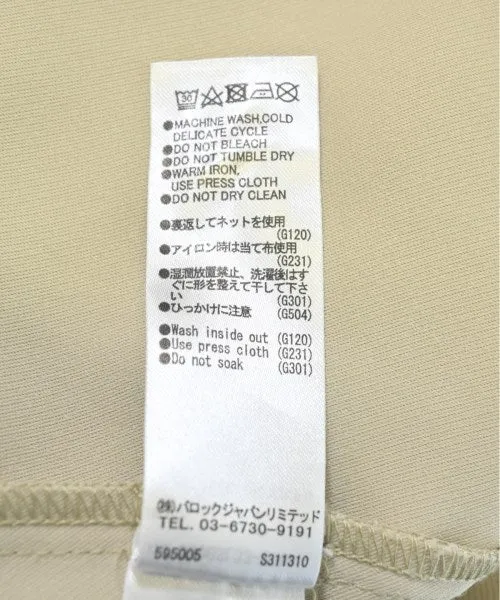 30
●MACHINE WASH,COLD
DELICATE CYCLE
●DO NOT BLEACH
●DO NOT TUMBLE DRY
●WARM IRON,
USE PRESS CLOTH
●DO NOT DRY CLEAN
●裏返してネットを使用
(G120)
●アイロン時は当て布使用
(G231)
●湿潤放置禁止、洗濯後はす
ぐに形を整えて干して下さ
い (G301)
●ひっかけに注意 (G504)
●Wash inside out (G120)
●Use press cloth (G231)
●Do not soak (G301)
㈱バロックジャパンリミテッド
TEL. 03-6730-9191
595005 S311310